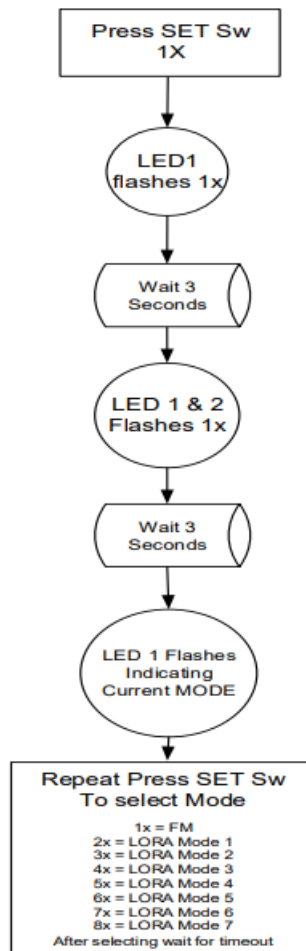 Press SET Sw
1X
LED1
flashes 1x
Wait 3
Seconds
LED 1 & 2
Flashes 1x
Wait 3
Seconds
LED 1 Flashes
Indicating
Current MODE
Repeat Press SET Sw
To select Mode
1x = FM
2x = LORA Mode 1
3x = LORA Mode 2
4x = LORA Mode 3
5x = LORA Mode 4
6x = LORA Mode 5
7x = LORA Mode 6
8x = LORA Mode 7
After selecting wait for timeout